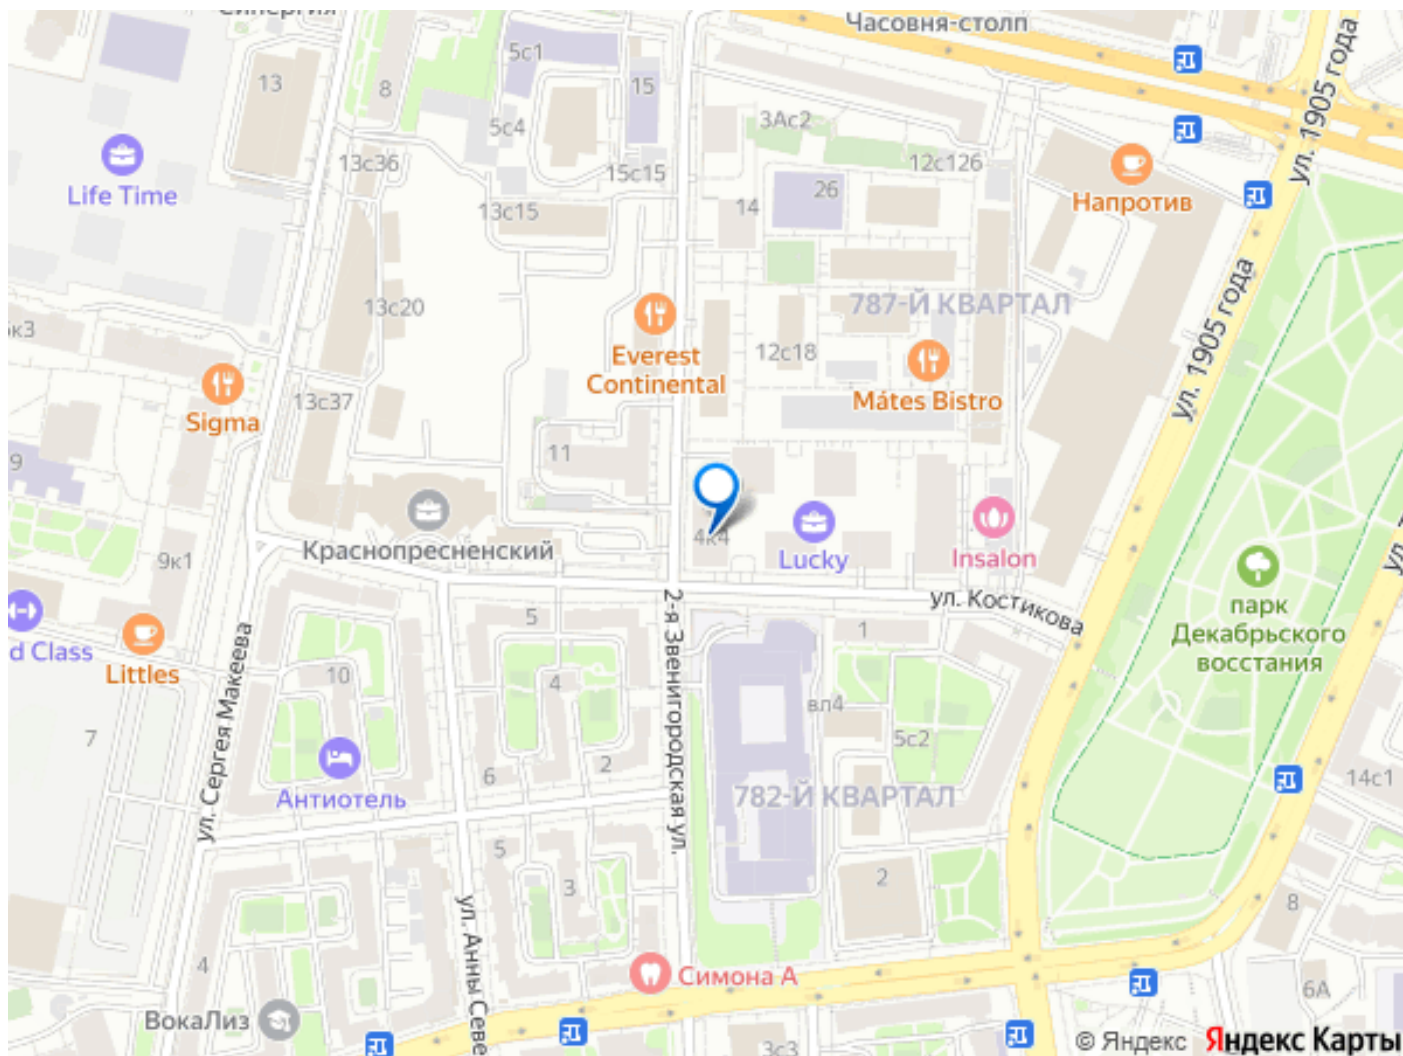 Синергия
Часовня-столп
5с1
13
8
15
ул. 1905 года
5с4
3Ас2
13с36
12с126
Life Time
15с15
26
Напротив
13с15
14
ул. 1905 года
13с20
787-Й КВАРТАЛ
Everest
Continental
12с18
Mátes Bistro
13с37
Sigma
11
9
4к4
Краснопресненский
Lucky
Insalon
9к1
ул. Костикова
парк
Декабрьского
восстания
d Class
Littles
5
1
10
4
вл4
ул. Сергея Макеева
2-я Звенигородская ул.
7
5с2
Антиотель
6
2
782-Й КВАРТАЛ
14с1
5
3
2
8
4
ул. Анны Севе
Симона А
6А
ВокаЛиз
3с3
© Яндекс Яндекс Карты